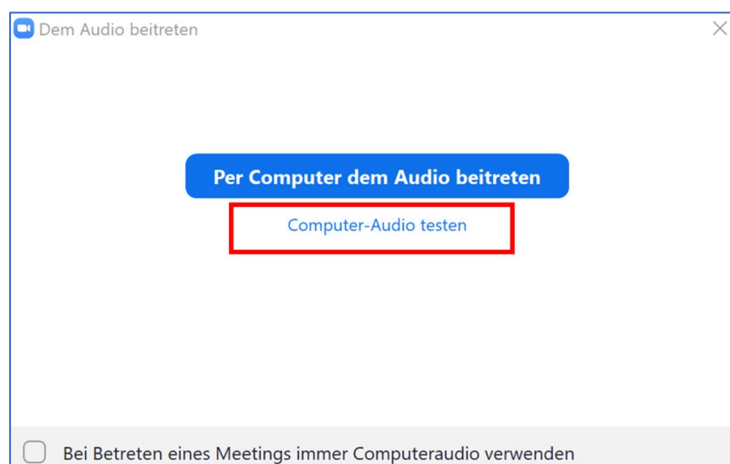 Dem Audio beitreten
Per Computer dem Audio beitreten
Computer-Audio testen
Bei Betreten eines Meetings immer Computeraudio verwenden